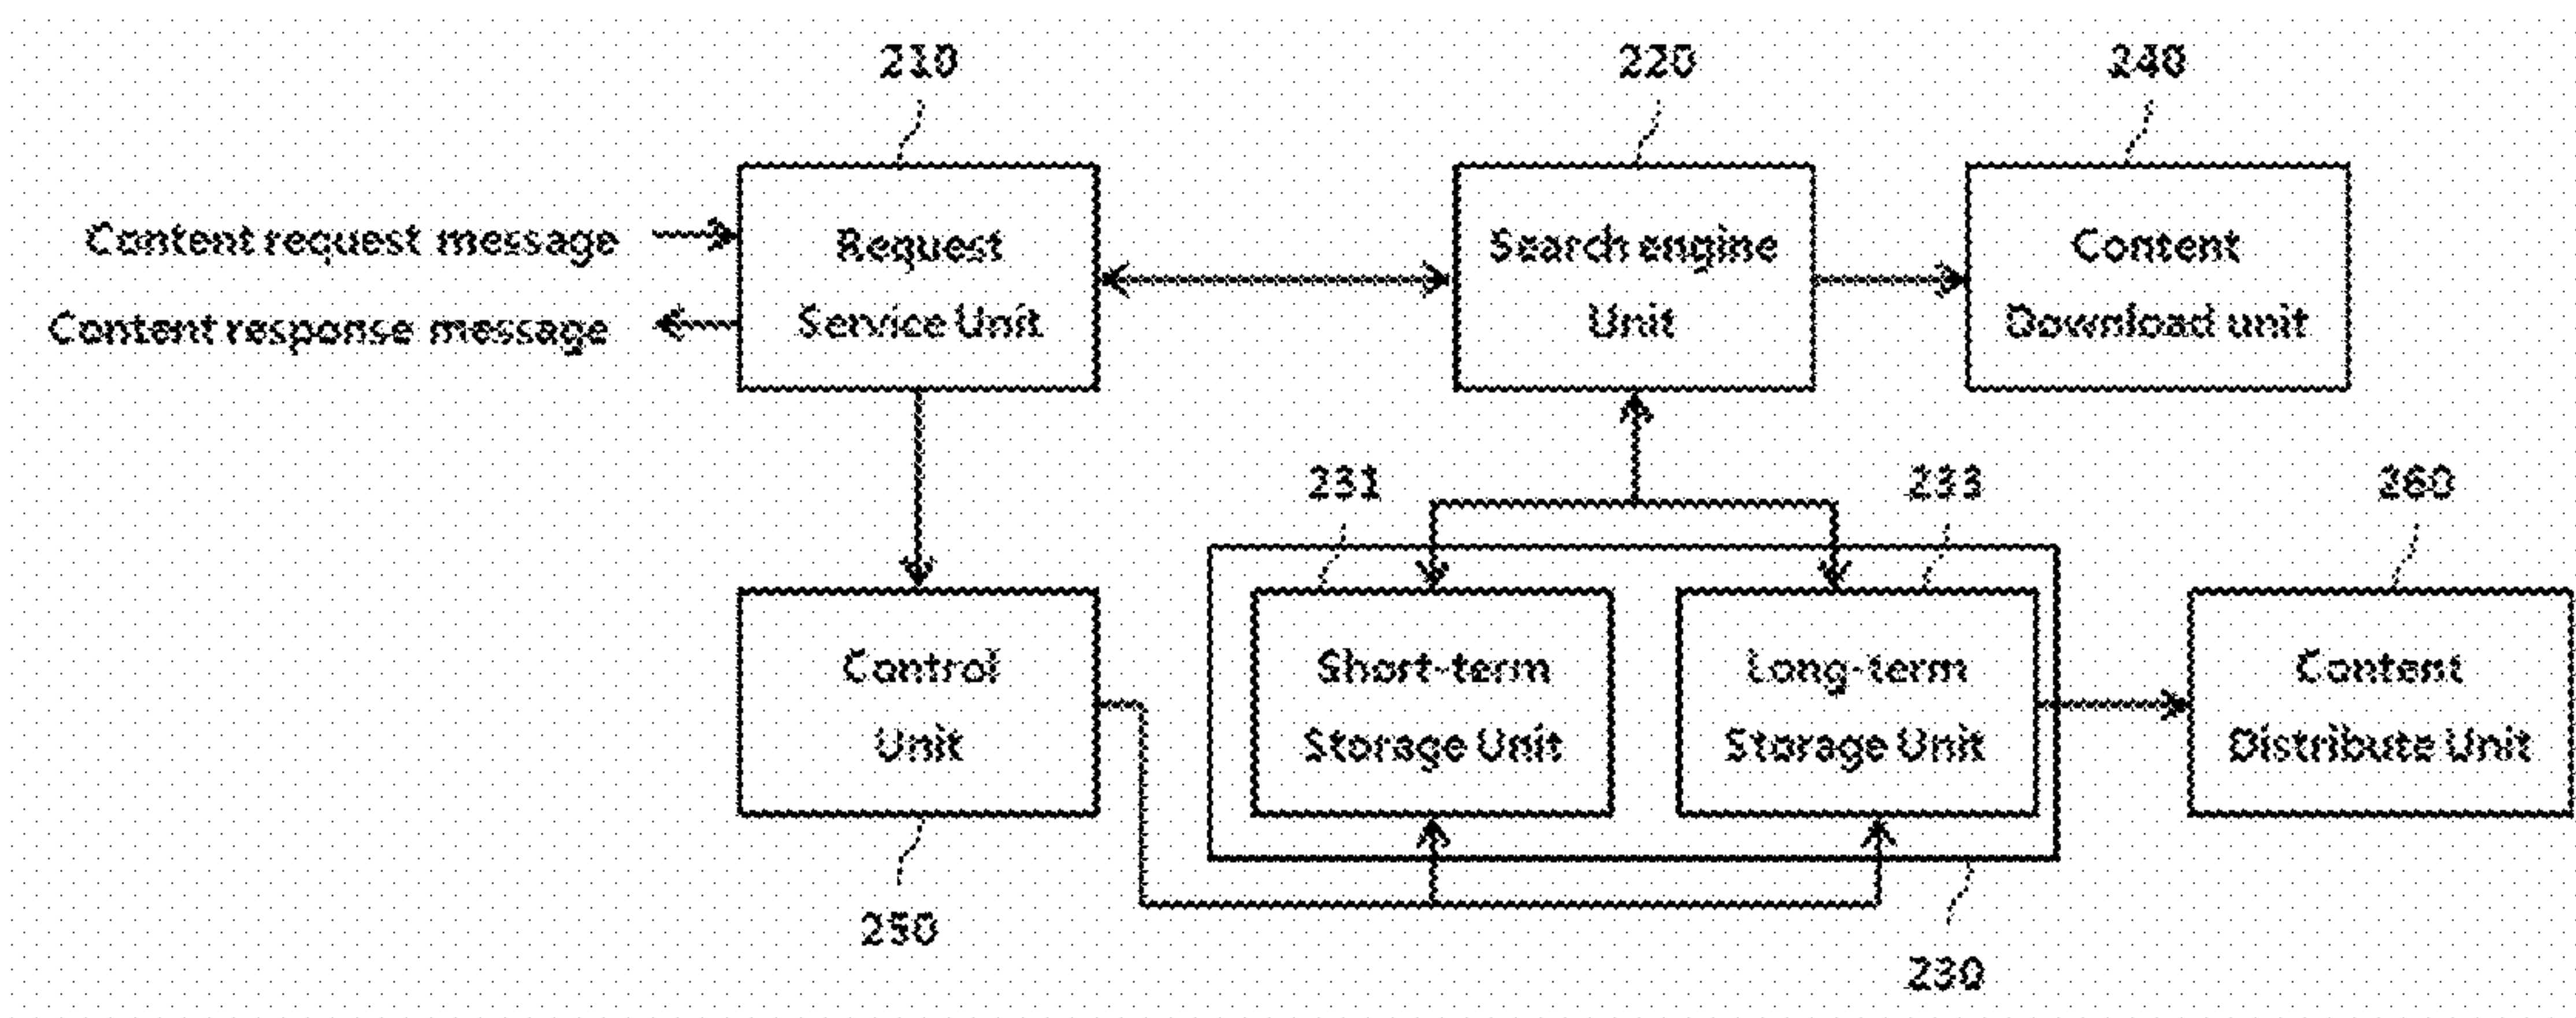 210
220
240
Content request message
Content response message
Request
Service Unit
Search engine
Unit
Content
Download unit
231
233
260
Control
Unit
Short-term
Storage Unit
Long-term
Storage Unit
Content
Distribute Unit
250
230